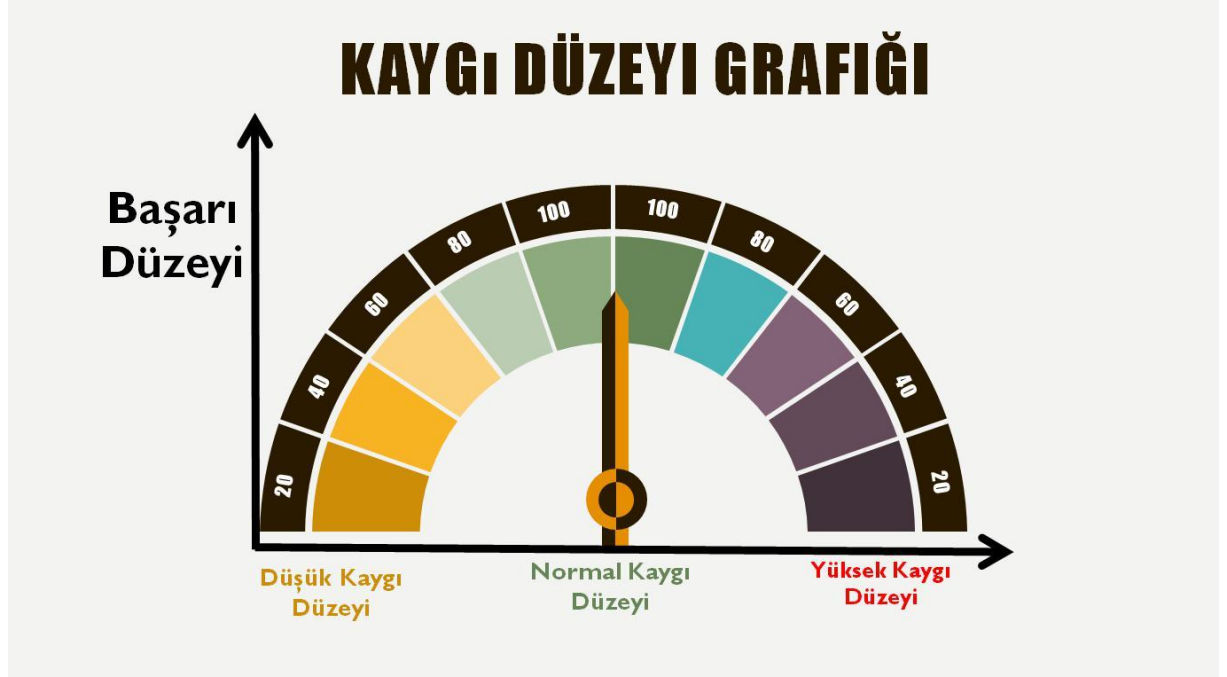 KAYGı DÜZEYI GRAFIĞI
Başarı
Düzeyi
20
40
60
80
100
100
80
60
40
20
Düşük Kaygı
Düzeyi
Normal Kaygı
Düzeyi
Yüksek Kaygı
Düzeyi